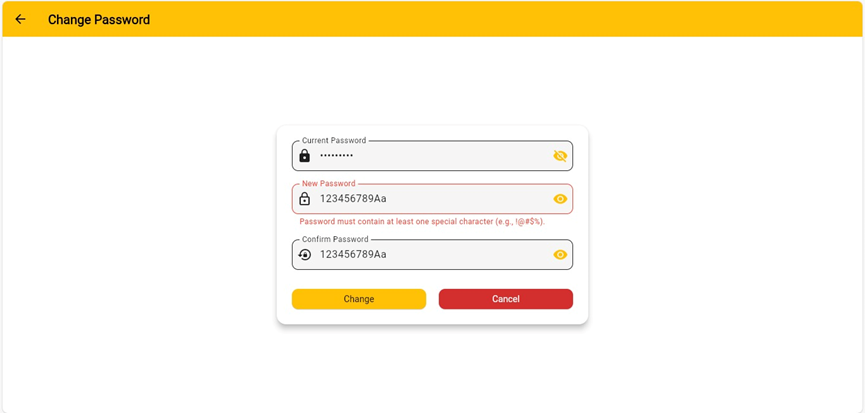 Change Password
Current Password
•••••••••
New Password
123456789Aa
Password must contain at least one special character (e.g., !@#$%).
Confirm Password
123456789Aa
Change
Cancel